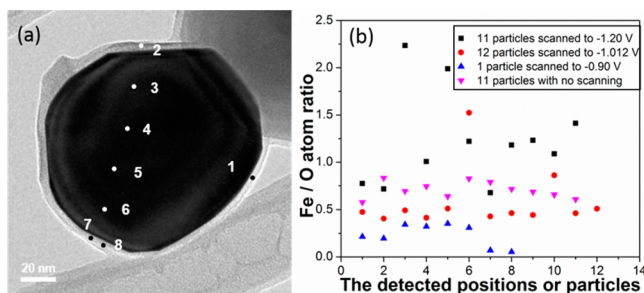 (a)
2
3
4
5
1
6
7
8
20 nm
(b)
Fe / O atom ratio
2.5
2.0
1.5
1.0
0.5
0.0
11 particles scanned to -1.20 V
12 particles scanned to -1.012 V
1 particle scanned to -0.90 V
11 particles with no scanning
0 2 4 6 8 10 12 14
The detected positions or particles